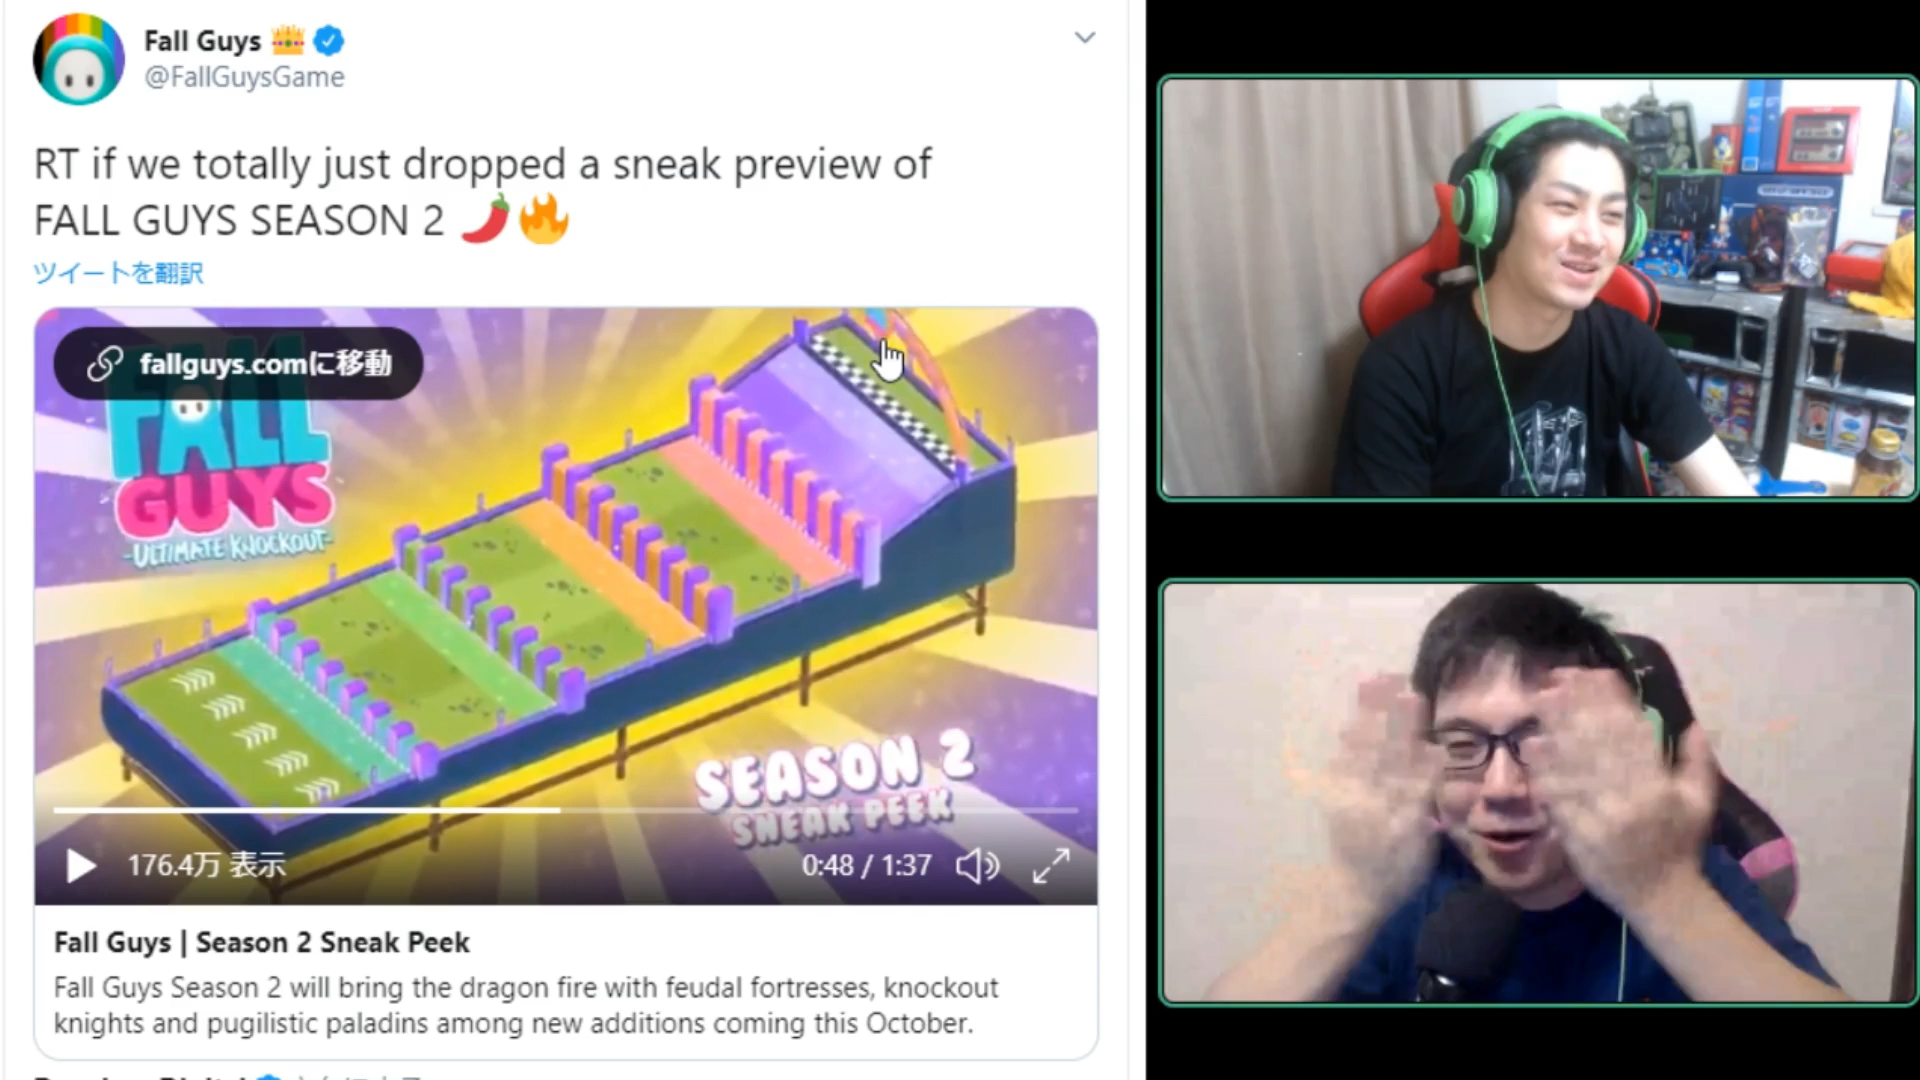 Fall Guys
@FallGuysGame
RT if we totally just dropped a sneak preview of
FALL GUYS SEASON 2
ツイートを翻訳
fallguys.comに移動
FALL
GUYS
-ULTIMATE KNOCKOUT-
SEASON 2
SNEAK PEEK
176.4万 表示
0:48 / 1:37
Fall Guys | Season 2 Sneak Peek
Fall Guys Season 2 will bring the dragon fire with feudal fortresses, knockout
knights and pugilistic paladins among new additions coming this October.